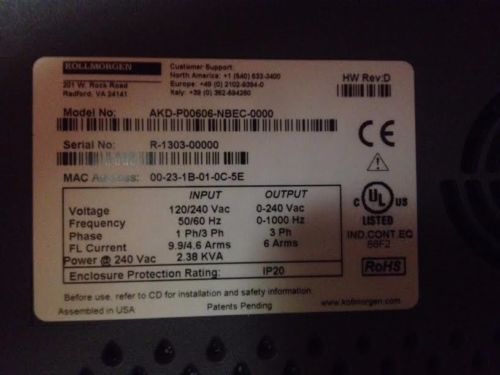 KOLLMORGEN
201 W. Rock Road
Radford, VA 24141
Customer Support:
North America: +1 (540) 633-3400
Europe: +49 (0) 2102-9394-0
Italy: +39 (0) 362-594260
HW Rev:D
Model No: AKD-P00606-NBEC-0000
Serial No: R-1303-00000
MAC Address: 00-23-1B-01-0C-5E
CE
INPUT OUTPUT
Voltage 120/240 Vac 0-240 Vac
Frequency 50/60 Hz 0-1000 Hz
Phase 1 Ph/3 Ph 3 Ph
FL Current 9.9/4.6 Arms 6 Arms
Power @ 240 Vac 2.38 KVA
Enclosure Protection Rating: IP20
C UL US
LISTED
IND.CONT.EQ
66F2
RoHS
Before use, refer to CD for installation and safety information.
Assembled in USA Patents Pending
www.kollmorgen.com